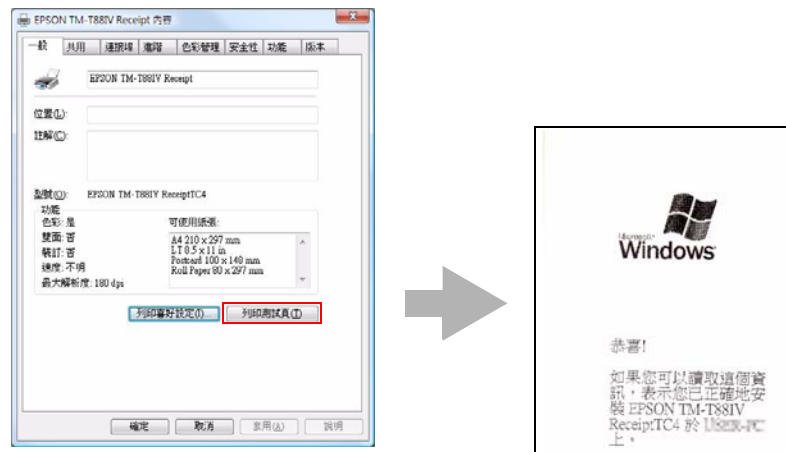 EPSON TM-T88IV Receipt 內容
一般 共用 連接埠 進階 色彩管理 安全性 功能 版本
EPSON TM-T88IV Receipt
位置(L):
註解(C):
型號(O): EPSON TM-T88IV ReceiptTC4
功能
色彩: 是
雙面: 否
裝訂: 否
速度: 不明
最大解析度: 180 dpi
可使用紙張:
A4 210 x 297 mm
LT 8.5 x 11 in
Postcard 100 x 148 mm
Roll Paper 80 x 297 mm
列印喜好設定(I)... 列印測試頁(T)
確定 取消 套用(A) 說明
Microsoft
Windows
恭喜!
如果您可以讀取這個資
訊,表示您已正確地安
裝 EPSON TM-T88IV
ReceiptTC4 於 USER-PC
上。